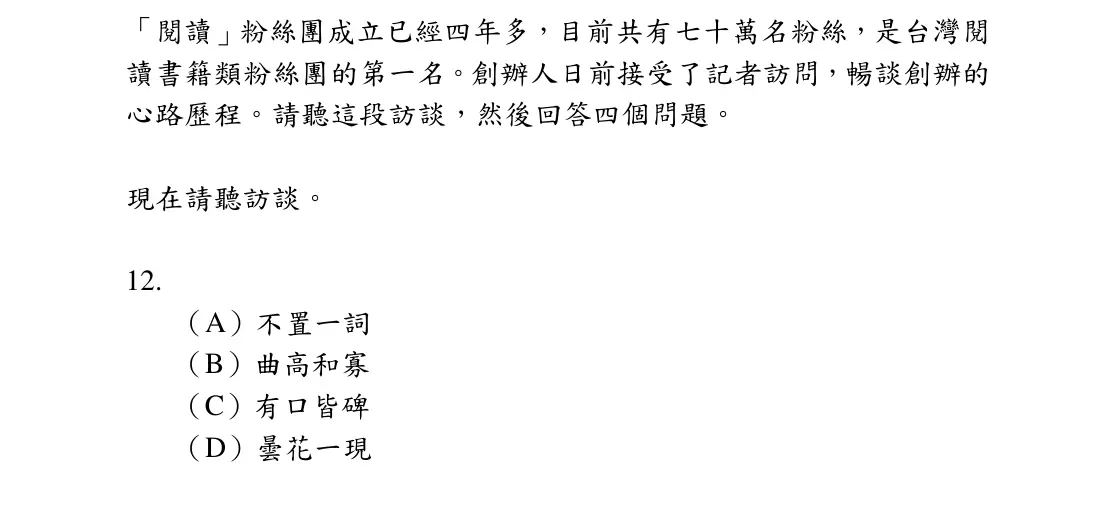 「閱讀」粉絲團成立已經四年多，目前共有七十萬名粉絲，是台灣閱
讀書籍類粉絲團的第一名。創辦人日前接受了記者訪問，暢談創辦的
心路歷程。請聽這段訪談，然後回答四個問題。
現在請聽訪談。
12.
（A）不置一詞
（B）曲高和寡
（C）有口皆碑
（D）曇花一現